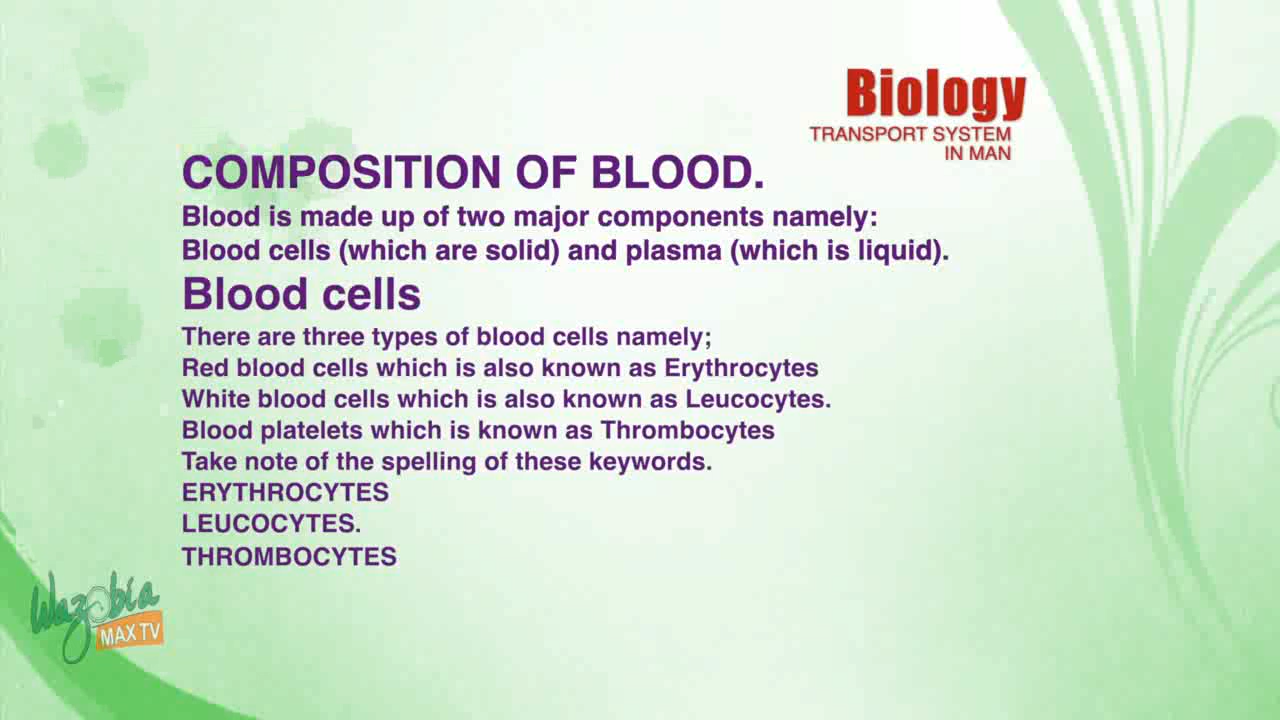 Biology
TRANSPORT SYSTEM
IN MAN
COMPOSITION OF BLOOD.
Blood is made up of two major components namely:
Blood cells (which are solid) and plasma (which is liquid).
Blood cells
There are three types of blood cells namely;
Red blood cells which is also known as Erythrocytes
White blood cells which is also known as Leucocytes.
Blood platelets which is known as Thrombocytes
Take note of the spelling of these keywords.
ERYTHROCYTES
LEUCOCYTES.
THROMBOCYTES
Wazobia
MAX TV